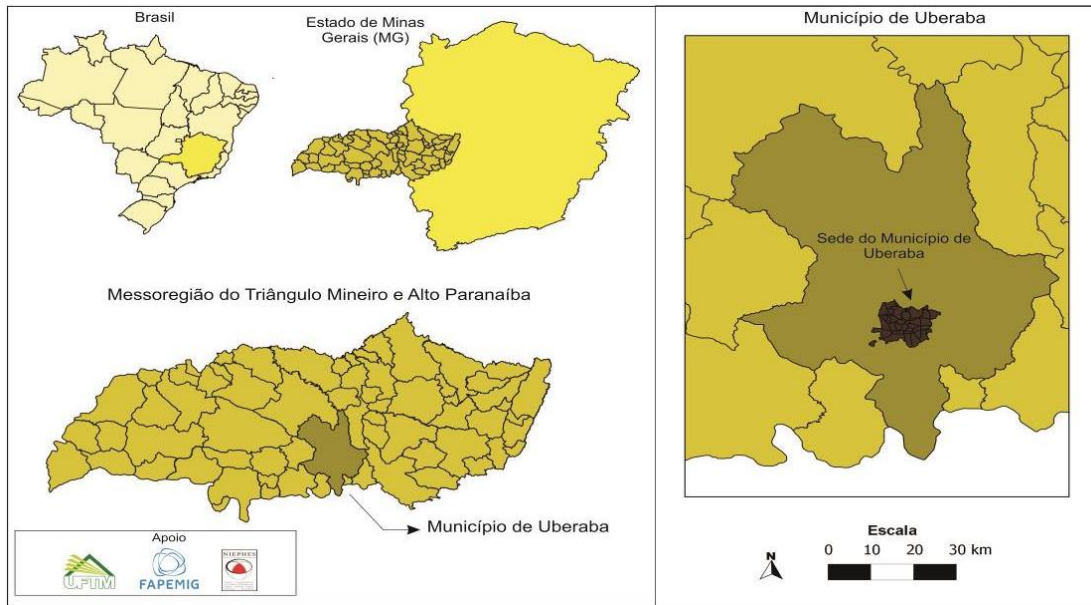 Brasil
Estado de Minas
Gerais (MG)
Município de Uberaba
Sede do Município de
Uberaba
Messoregião do Triângulo Mineiro e Alto Paranaíba
Município de Uberaba
Apoio
UFTM
FAPEMIG
NIEPRES
Escala
N
0 10 20 30 km